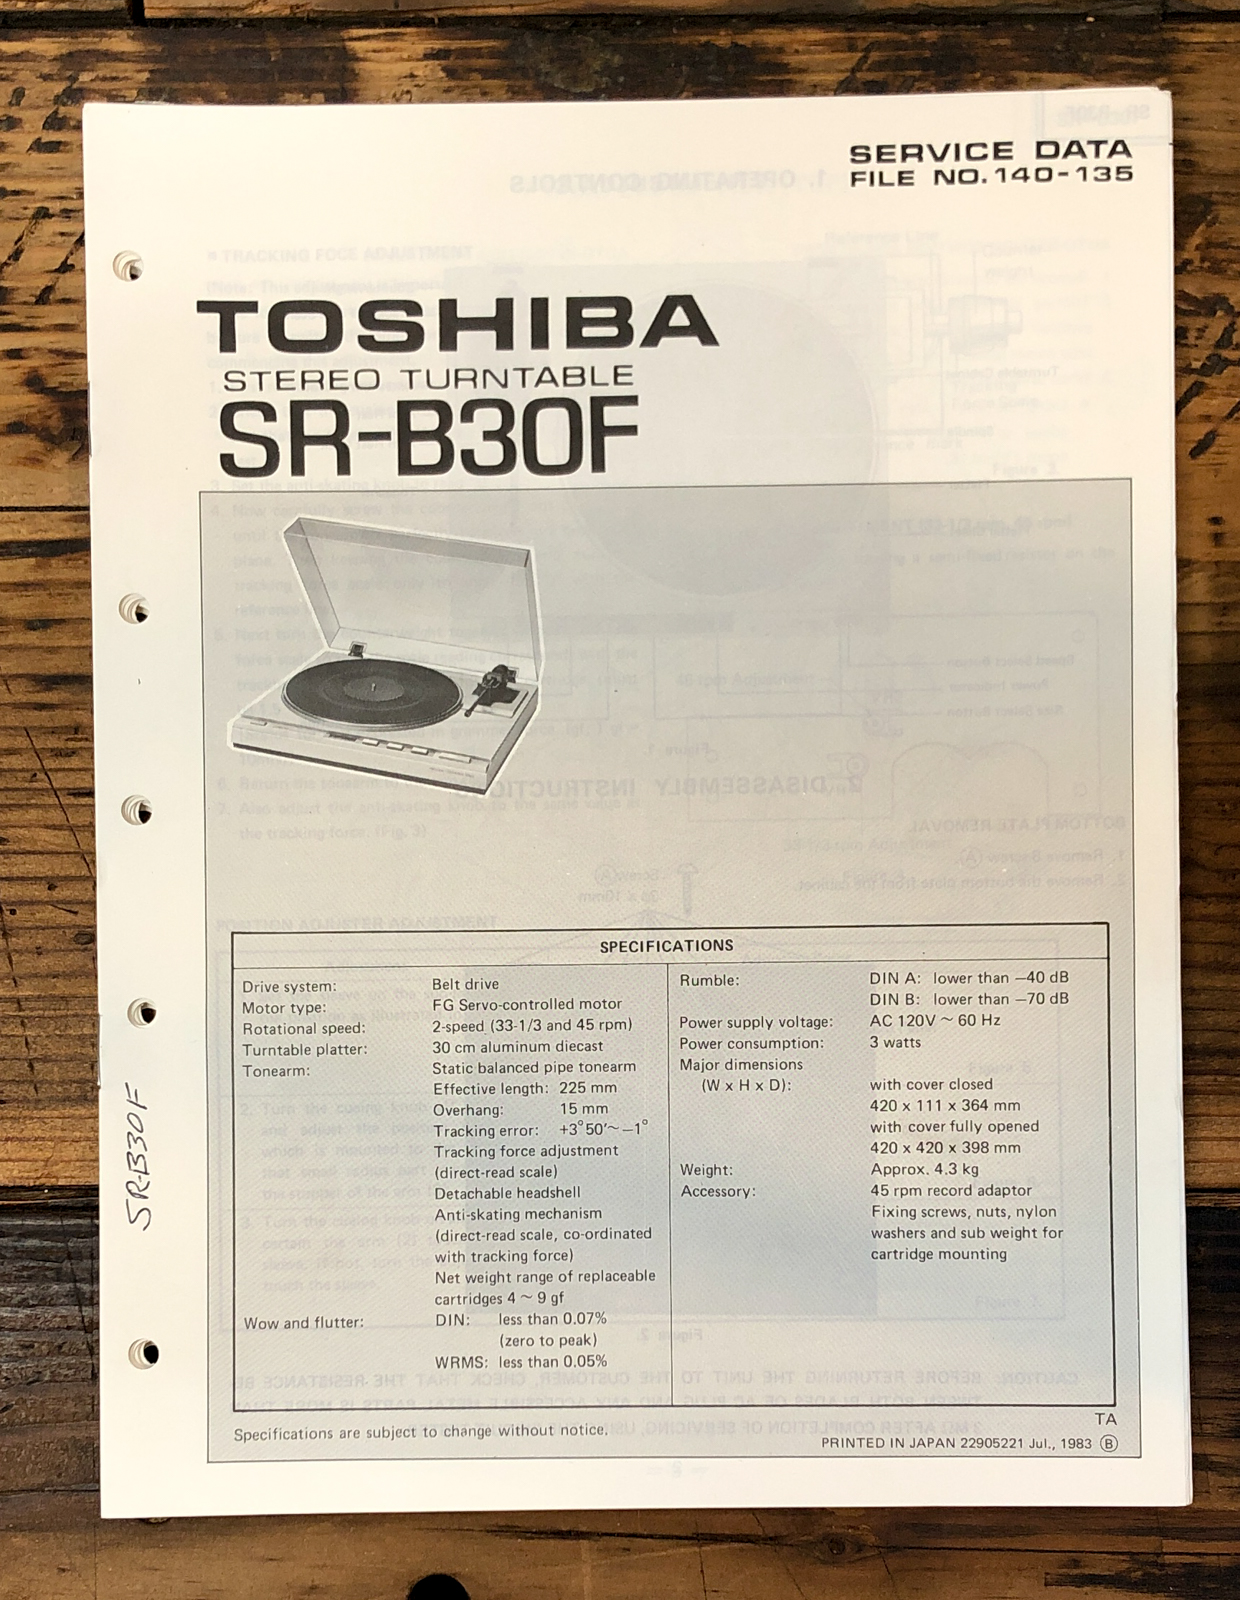 SERVICE DATA
FILE NO. 140-135
TOSHIBA
STEREO TURNTABLE
SR-B30F
SPECIFICATIONS
Drive system: Belt drive
Motor type: FG Servo-controlled motor
Rotational speed: 2-speed (33-1/3 and 45 rpm)
Turntable platter: 30 cm aluminum diecast
Tonearm: Static balanced pipe tonearm
Effective length: 225 mm
Overhang: 15 mm
Tracking error: +3°50′～−1°
Tracking force adjustment
(direct-read scale)
Detachable headshell
Anti-skating mechanism
(direct-read scale, co-ordinated
with tracking force)
Net weight range of replaceable
cartridges 4 ～ 9 gf
Wow and flutter: DIN: less than 0.07%
(zero to peak)
WRMS: less than 0.05%
Rumble: DIN A: lower than −40 dB
DIN B: lower than −70 dB
Power supply voltage: AC 120V ～ 60 Hz
Power consumption: 3 watts
Major dimensions
(W x H x D): with cover closed
420 x 111 x 364 mm
with cover fully opened
420 x 420 x 398 mm
Weight: Approx. 4.3 kg
Accessory: 45 rpm record adaptor
Fixing screws, nuts, nylon
washers and sub weight for
cartridge mounting
Specifications are subject to change without notice.
TA
PRINTED IN JAPAN 22905221 Jul., 1983 Ⓑ
SR-B30F